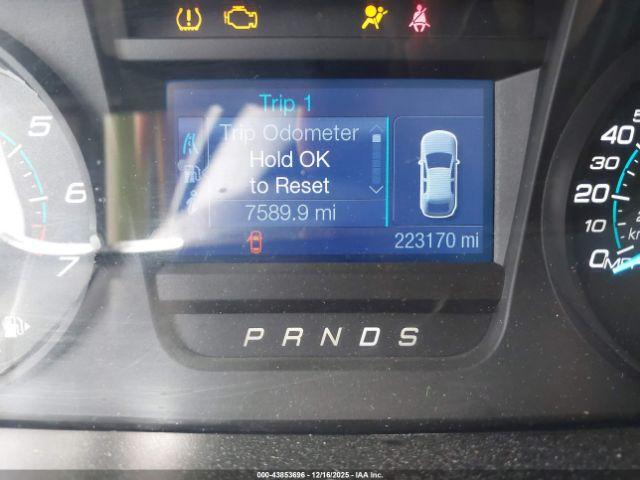 Trip 1
Trip Odometer
Hold OK
to Reset
7589.9 mi
223170 mi
5
6
7
40
30
20
10
0
P R N D S
000-43853696 - 12/16/2025 - IAA Inc.